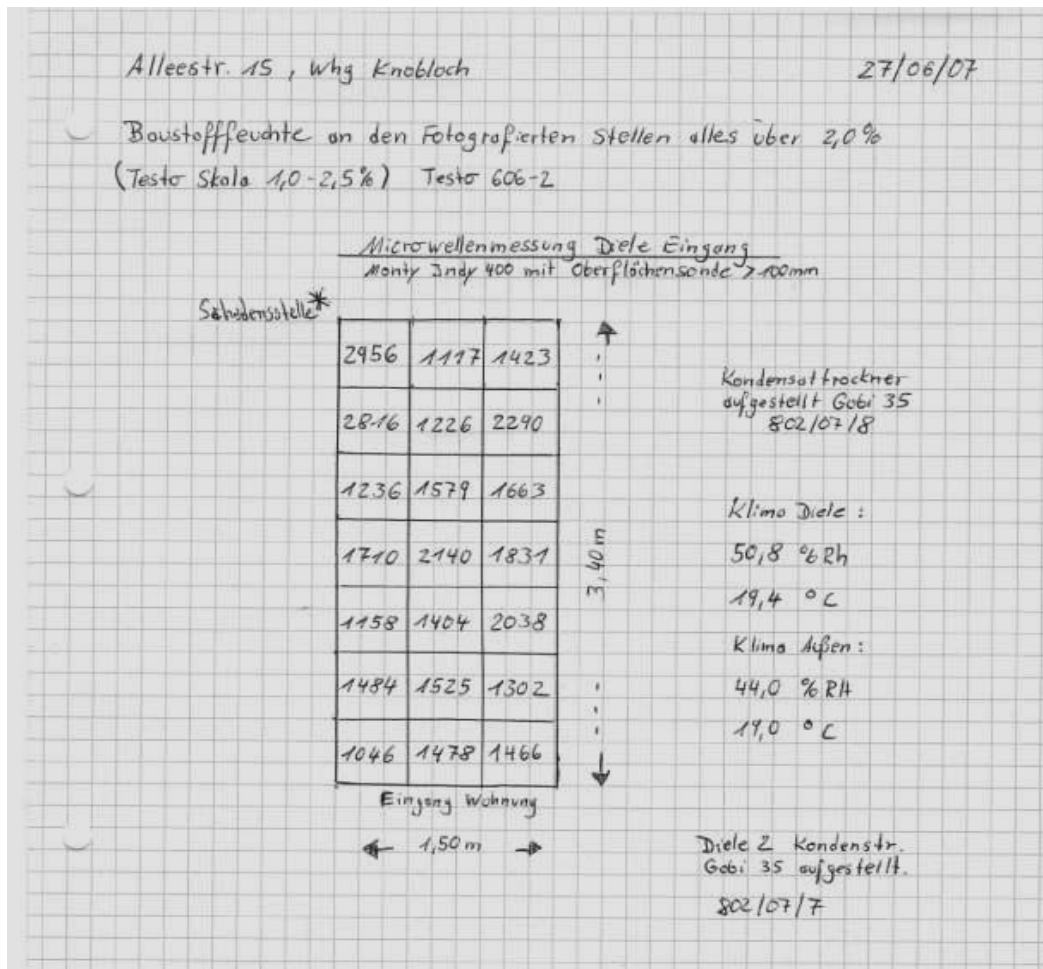 Alleestr. 15, Whg Knobloch
27/06/07
Baustofffeuchte an den Fotografierten Stellen alles über 2,0%
(Testo Skala 1,0-2,5%) Testo 606-2
Microwellenmessung Diele Eingang
Monty Indy 400 mit Oberflächensonde > 100mm
Schadensstelle*
2956 1117 1423
2816 1226 2290
1236 1579 1663
1710 2140 1831
1158 1404 2038
1484 1525 1302
1046 1478 1466
3,40 m
Eingang Wohnung
1,50 m
Kondensattrockner
aufgestellt Gobi 35
802/07/8
Klima Diele :
50,8 % Rh
19,4 °C
Klima Außen :
44,0 % RH
19,0 °C
Diele 2 Kondenstr.
Gobi 35 aufgestellt.
802/07/7